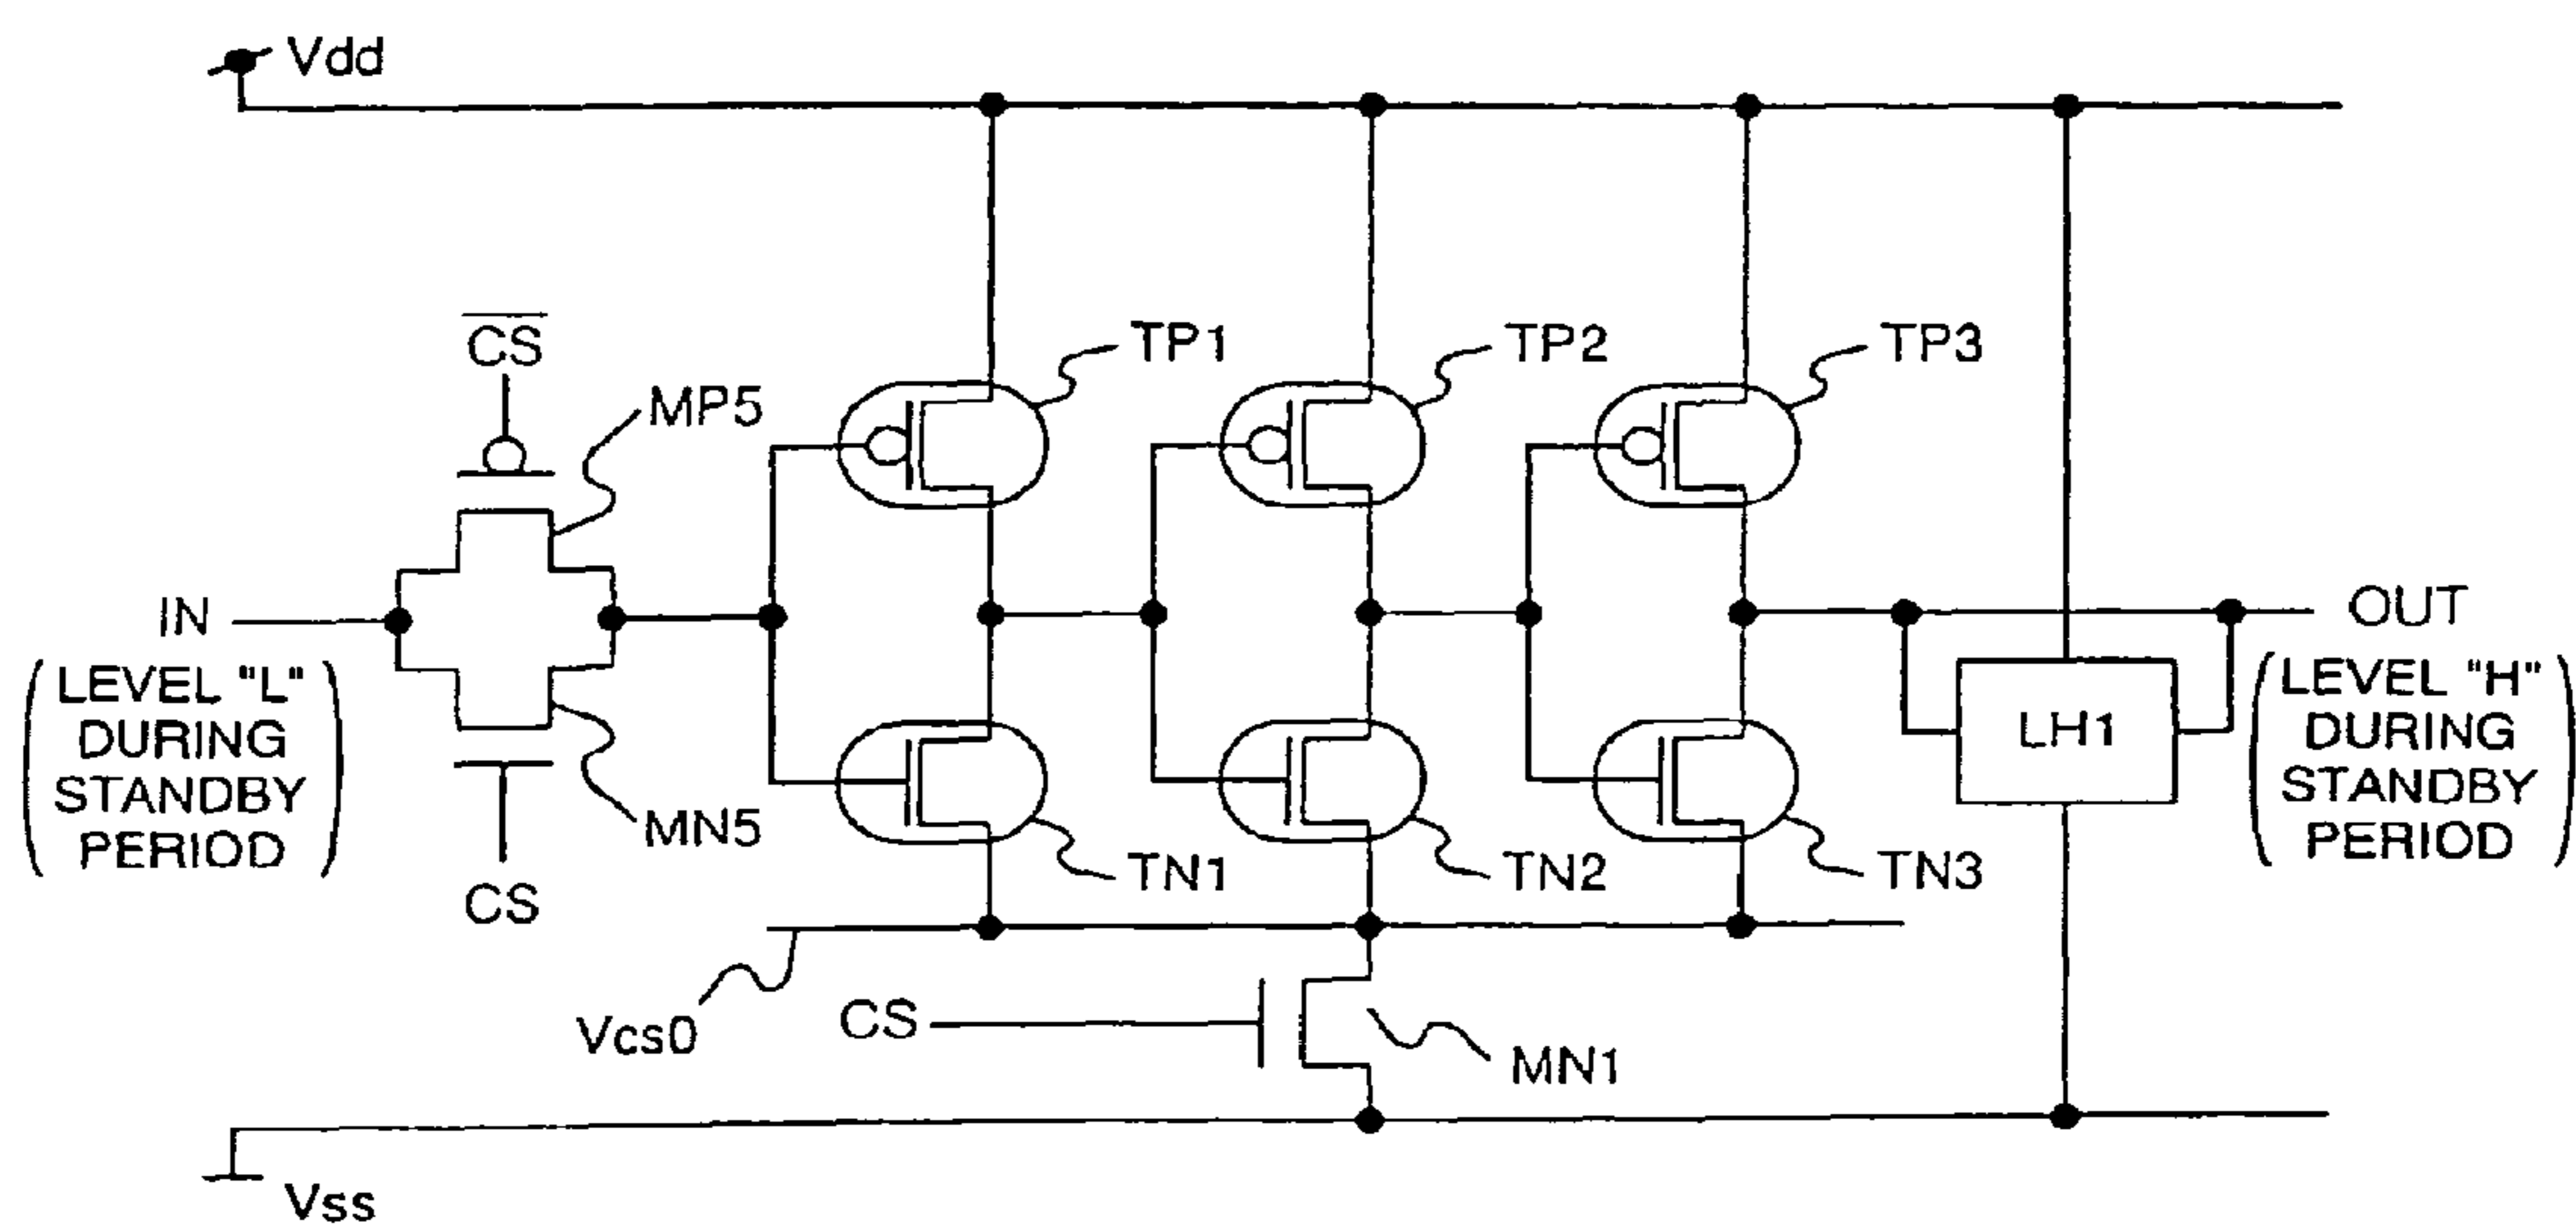 Vdd
C̅S̅
MP5
TP1
TP2
TP3
IN
(LEVEL "L"
DURING
STANDBY
PERIOD)
MN5
CS
TN1
TN2
TN3
LH1
OUT
(LEVEL "H"
DURING
STANDBY
PERIOD)
Vcs0
CS
MN1
Vss